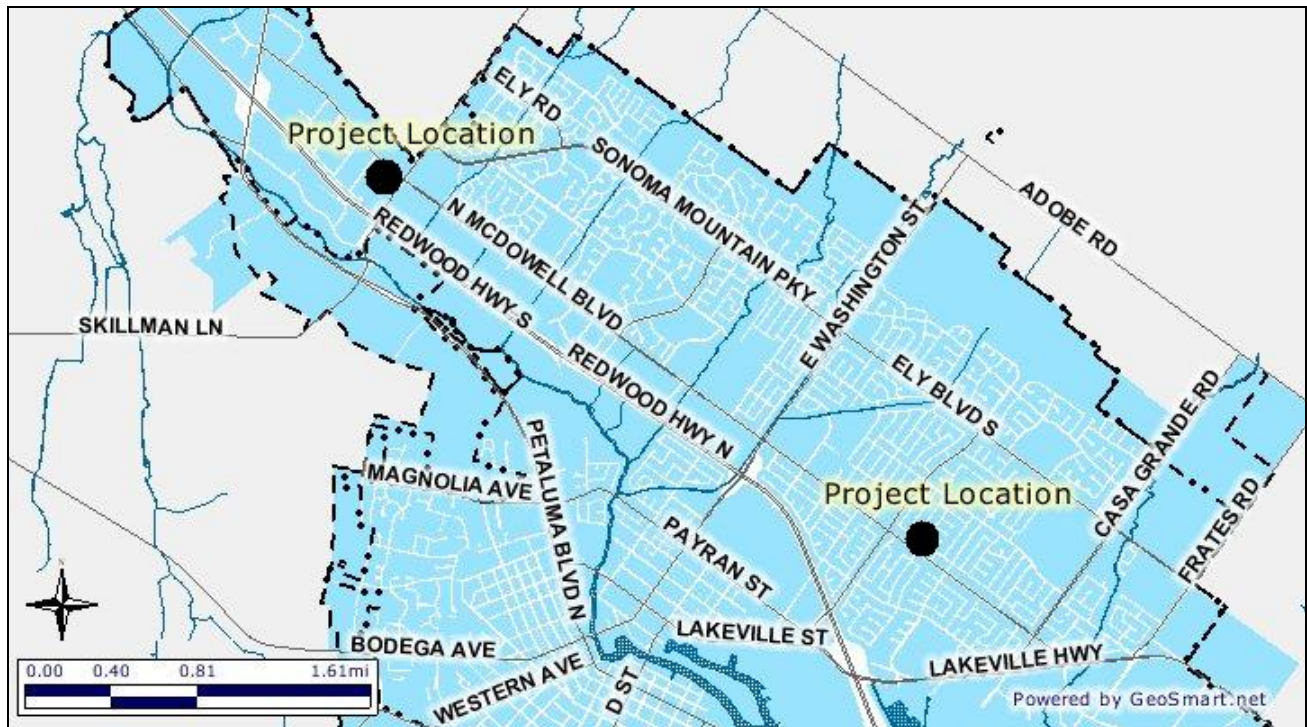 ELY RD
Project Location
SONOMA MOUNTAIN PKY
ADOBE RD
N MCDOWELL BLVD
REDWOOD HWY S
E WASHINGTON ST
SKILLMAN LN
REDWOOD HWY N
ELY BLVD S
CASA GRANDE RD
PETALUMA BLVD N
MAGNOLIA AVE
Project Location
FRATES RD
PAYRAN ST
N
LAKEVILLE ST
BODEGA AVE
LAKEVILLE HWY
WESTERN AVE
D ST
0.00 0.40 0.81 1.61mi
Powered by GeoSmart.net